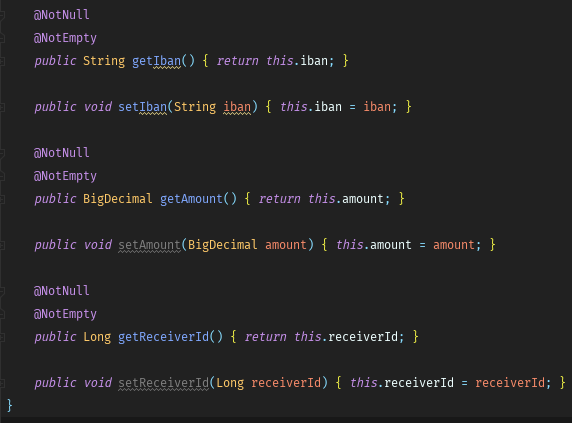 @NotNull
@NotEmpty
public String getIban() { return this.iban; }
public void setIban(String iban) { this.iban = iban; }
@NotNull
@NotEmpty
public BigDecimal getAmount() { return this.amount; }
public void setAmount(BigDecimal amount) { this.amount = amount; }
@NotNull
@NotEmpty
public Long getReceiverId() { return this.receiverId; }
public void setReceiverId(Long receiverId) { this.receiverId = receiverId; }
}